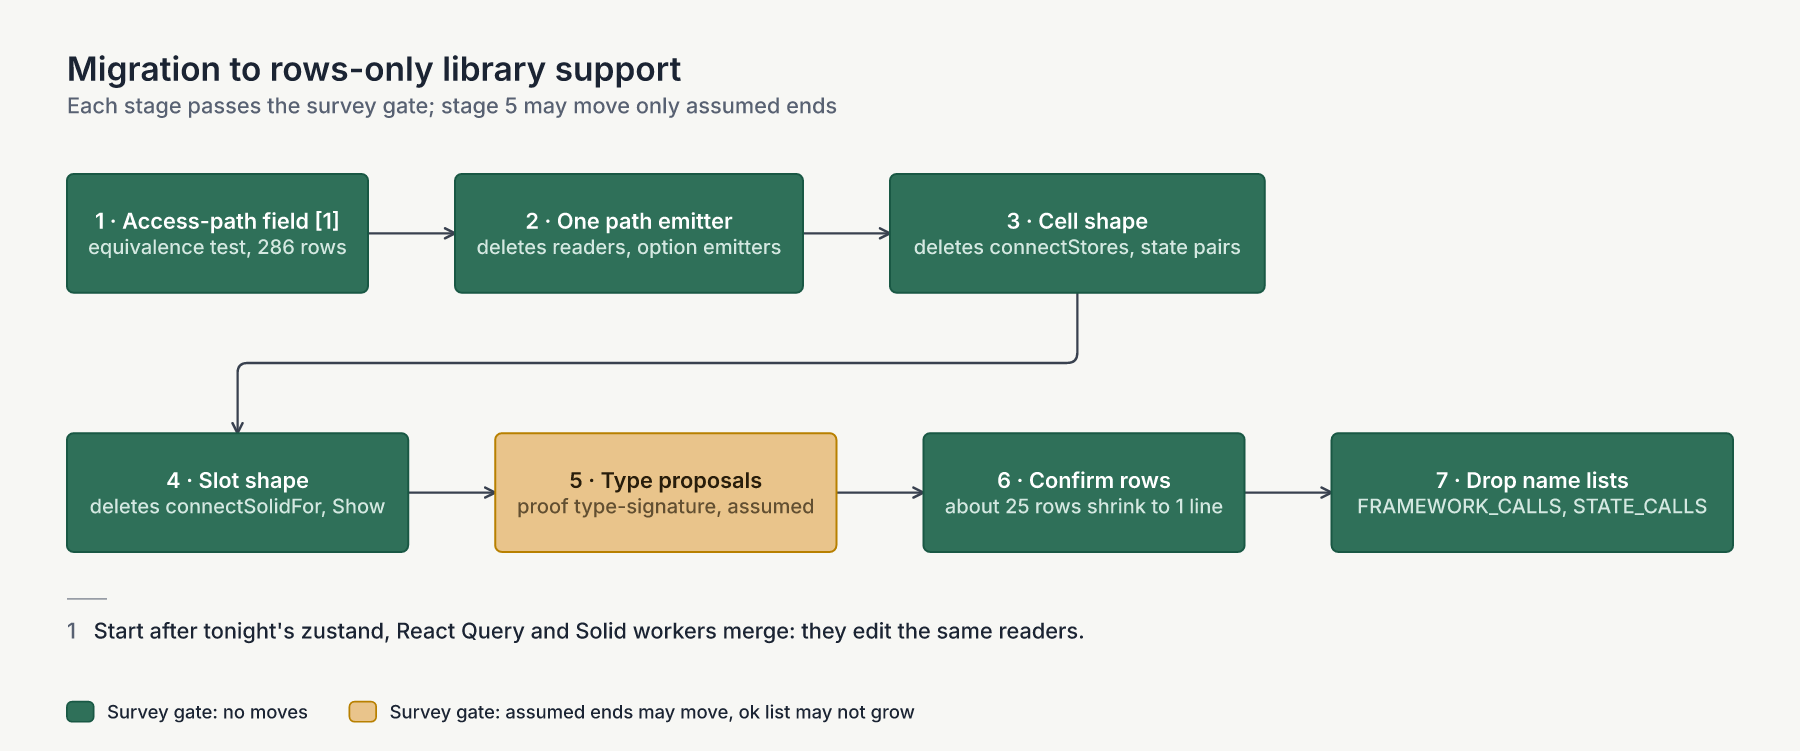 Migration to rows-only library support
Each stage passes the survey gate; stage 5 may move only assumed ends
1 · Access-path field [1]
equivalence test, 286 rows
2 · One path emitter
deletes readers, option emitters
3 · Cell shape
deletes connectStores, state pairs
4 · Slot shape
deletes connectSolidFor, Show
5 · Type proposals
proof type-signature, assumed
6 · Confirm rows
about 25 rows shrink to 1 line
7 · Drop name lists
FRAMEWORK_CALLS, STATE_CALLS
1 Start after tonight's zustand, React Query and Solid workers merge: they edit the same readers.
Survey gate: no moves
Survey gate: assumed ends may move, ok list may not grow